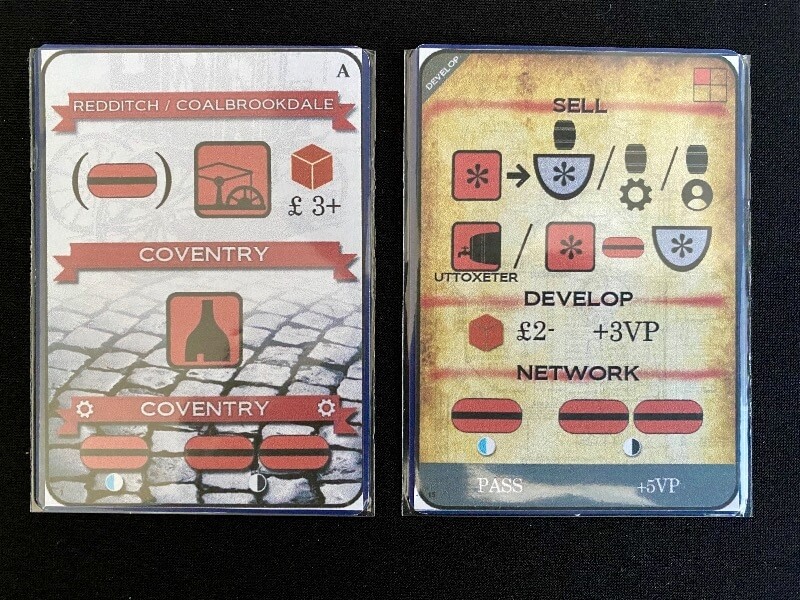 A
REDDITCH / COALBROOKDALE
£ 3+
COVENTRY
COVENTRY
DEVELOP
SELL
UTTOXETER
DEVELOP
£2- +3VP
NETWORK
PASS +5VP